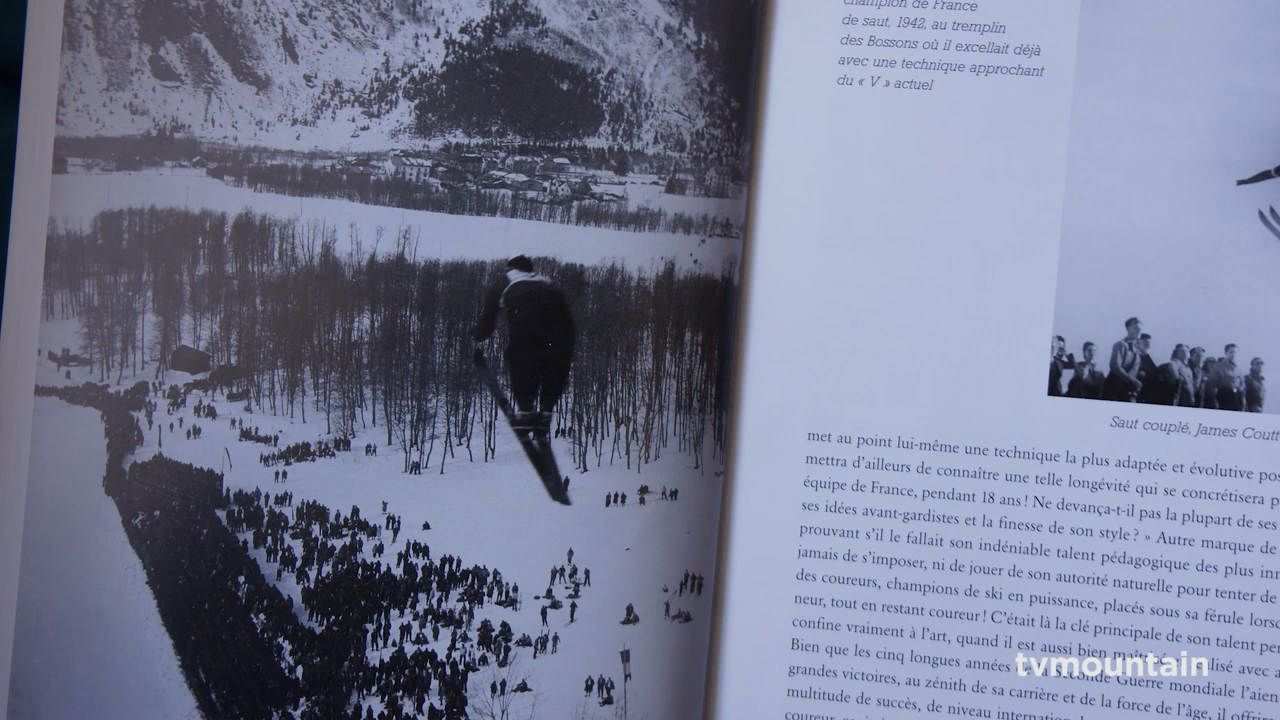 champion de France
de saut, 1942, au tremplin
des Bossons où il excellait déjà
avec une technique approchant
du « V » actuel
Saut couplé, James Coutt
met au point lui-même une technique la plus adaptée et évolutive pos
mettra d'ailleurs de connaître une telle longévité qui se concrétisera p
équipe de France, pendant 18 ans ! Ne devança-t-il pas la plupart de ses
ses idées avant-gardistes et la finesse de son style ? » Autre marque de
prouvant s'il le fallait son indéniable talent pédagogique des plus inn
jamais de s'imposer, ni de jouer de son autorité naturelle pour tenter de
des coureurs, champions de ski en puissance, placés sous sa férule lorsq
neur, tout en restant coureur ! C'était là la clé principale de son talent per
confine vraiment à l'art, quand il est aussi bien avec
Bien que les cinq longues années Seconde Guerre mondiale l'aien
grandes victoires, au zénith de sa carrière et de la force de l'âge, il offri
multitude de succès, de niveau internation
tvmountain